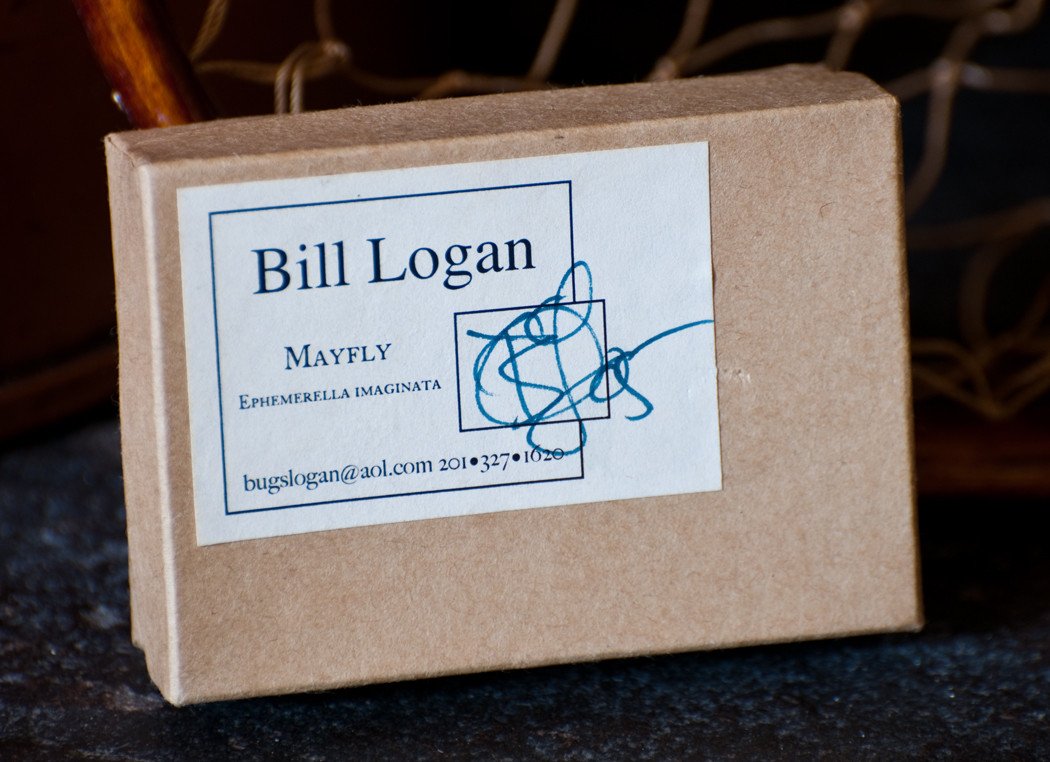 Bill Logan
MAYFLY
EPHEMERELLA IMAGINATA
bugslogan@aol.com 201•327•1620